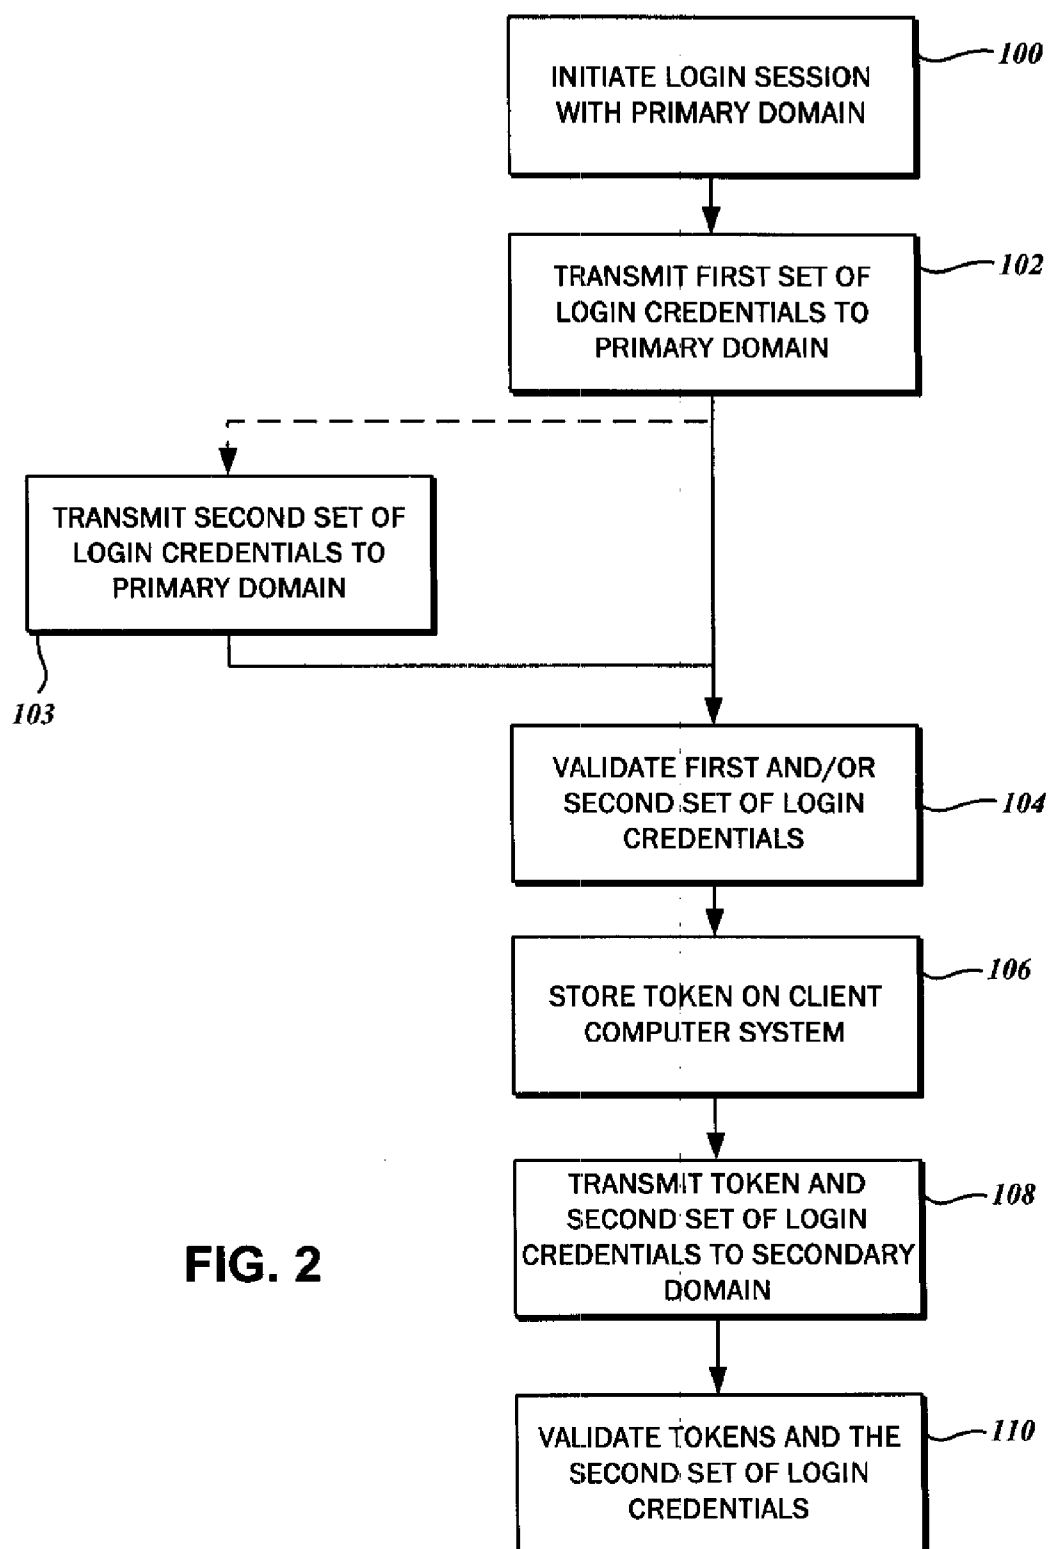 INITIATE LOGIN SESSION
WITH PRIMARY DOMAIN
100
TRANSMIT FIRST SET OF
LOGIN CREDENTIALS TO
PRIMARY DOMAIN
102
TRANSMIT SECOND SET OF
LOGIN CREDENTIALS TO
PRIMARY DOMAIN
103
VALIDATE FIRST AND/OR
SECOND SET OF LOGIN
CREDENTIALS
104
STORE TOKEN ON CLIENT
COMPUTER SYSTEM
106
TRANSMIT TOKEN AND
SECOND SET OF LOGIN
CREDENTIALS TO SECONDARY
DOMAIN
108
FIG. 2
VALIDATE TOKENS AND THE
SECOND SET OF LOGIN
CREDENTIALS
110